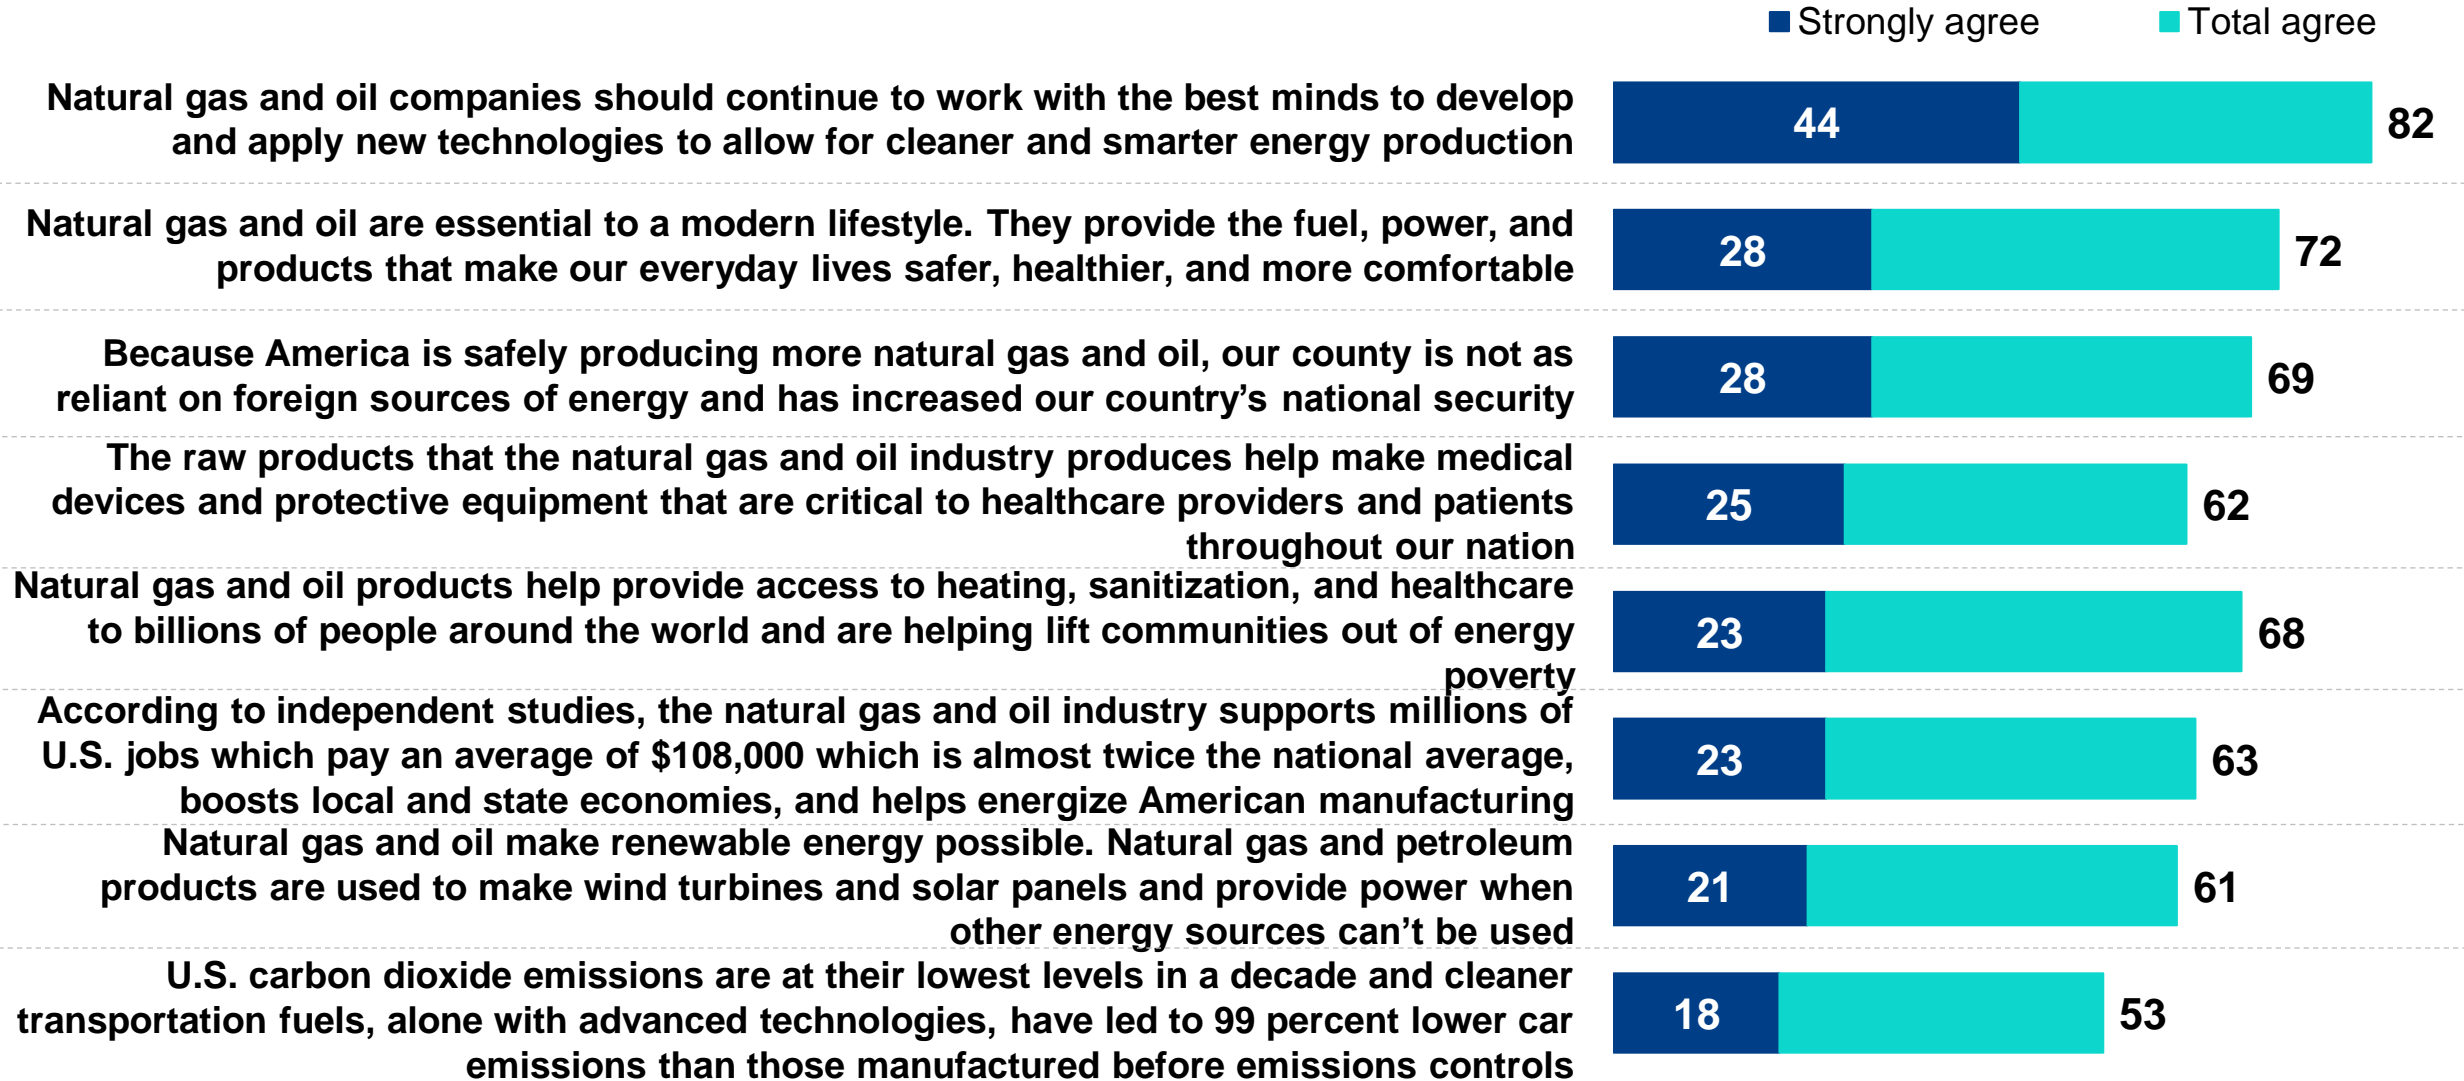 Strongly agree Total agree
Natural gas and oil companies should continue to work with the best minds to develop
and apply new technologies to allow for cleaner and smarter energy production
44 82
Natural gas and oil are essential to a modern lifestyle. They provide the fuel, power, and
products that make our everyday lives safer, healthier, and more comfortable
28 72
Because America is safely producing more natural gas and oil, our county is not as
reliant on foreign sources of energy and has increased our country’s national security
28 69
The raw products that the natural gas and oil industry produces help make medical
devices and protective equipment that are critical to healthcare providers and patients
throughout our nation
25 62
Natural gas and oil products help provide access to heating, sanitization, and healthcare
to billions of people around the world and are helping lift communities out of energy
poverty
23 68
According to independent studies, the natural gas and oil industry supports millions of
U.S. jobs which pay an average of $108,000 which is almost twice the national average,
boosts local and state economies, and helps energize American manufacturing
23 63
Natural gas and oil make renewable energy possible. Natural gas and petroleum
products are used to make wind turbines and solar panels and provide power when
other energy sources can’t be used
21 61
U.S. carbon dioxide emissions are at their lowest levels in a decade and cleaner
transportation fuels, alone with advanced technologies, have led to 99 percent lower car
emissions than those manufactured before emissions controls
18 53